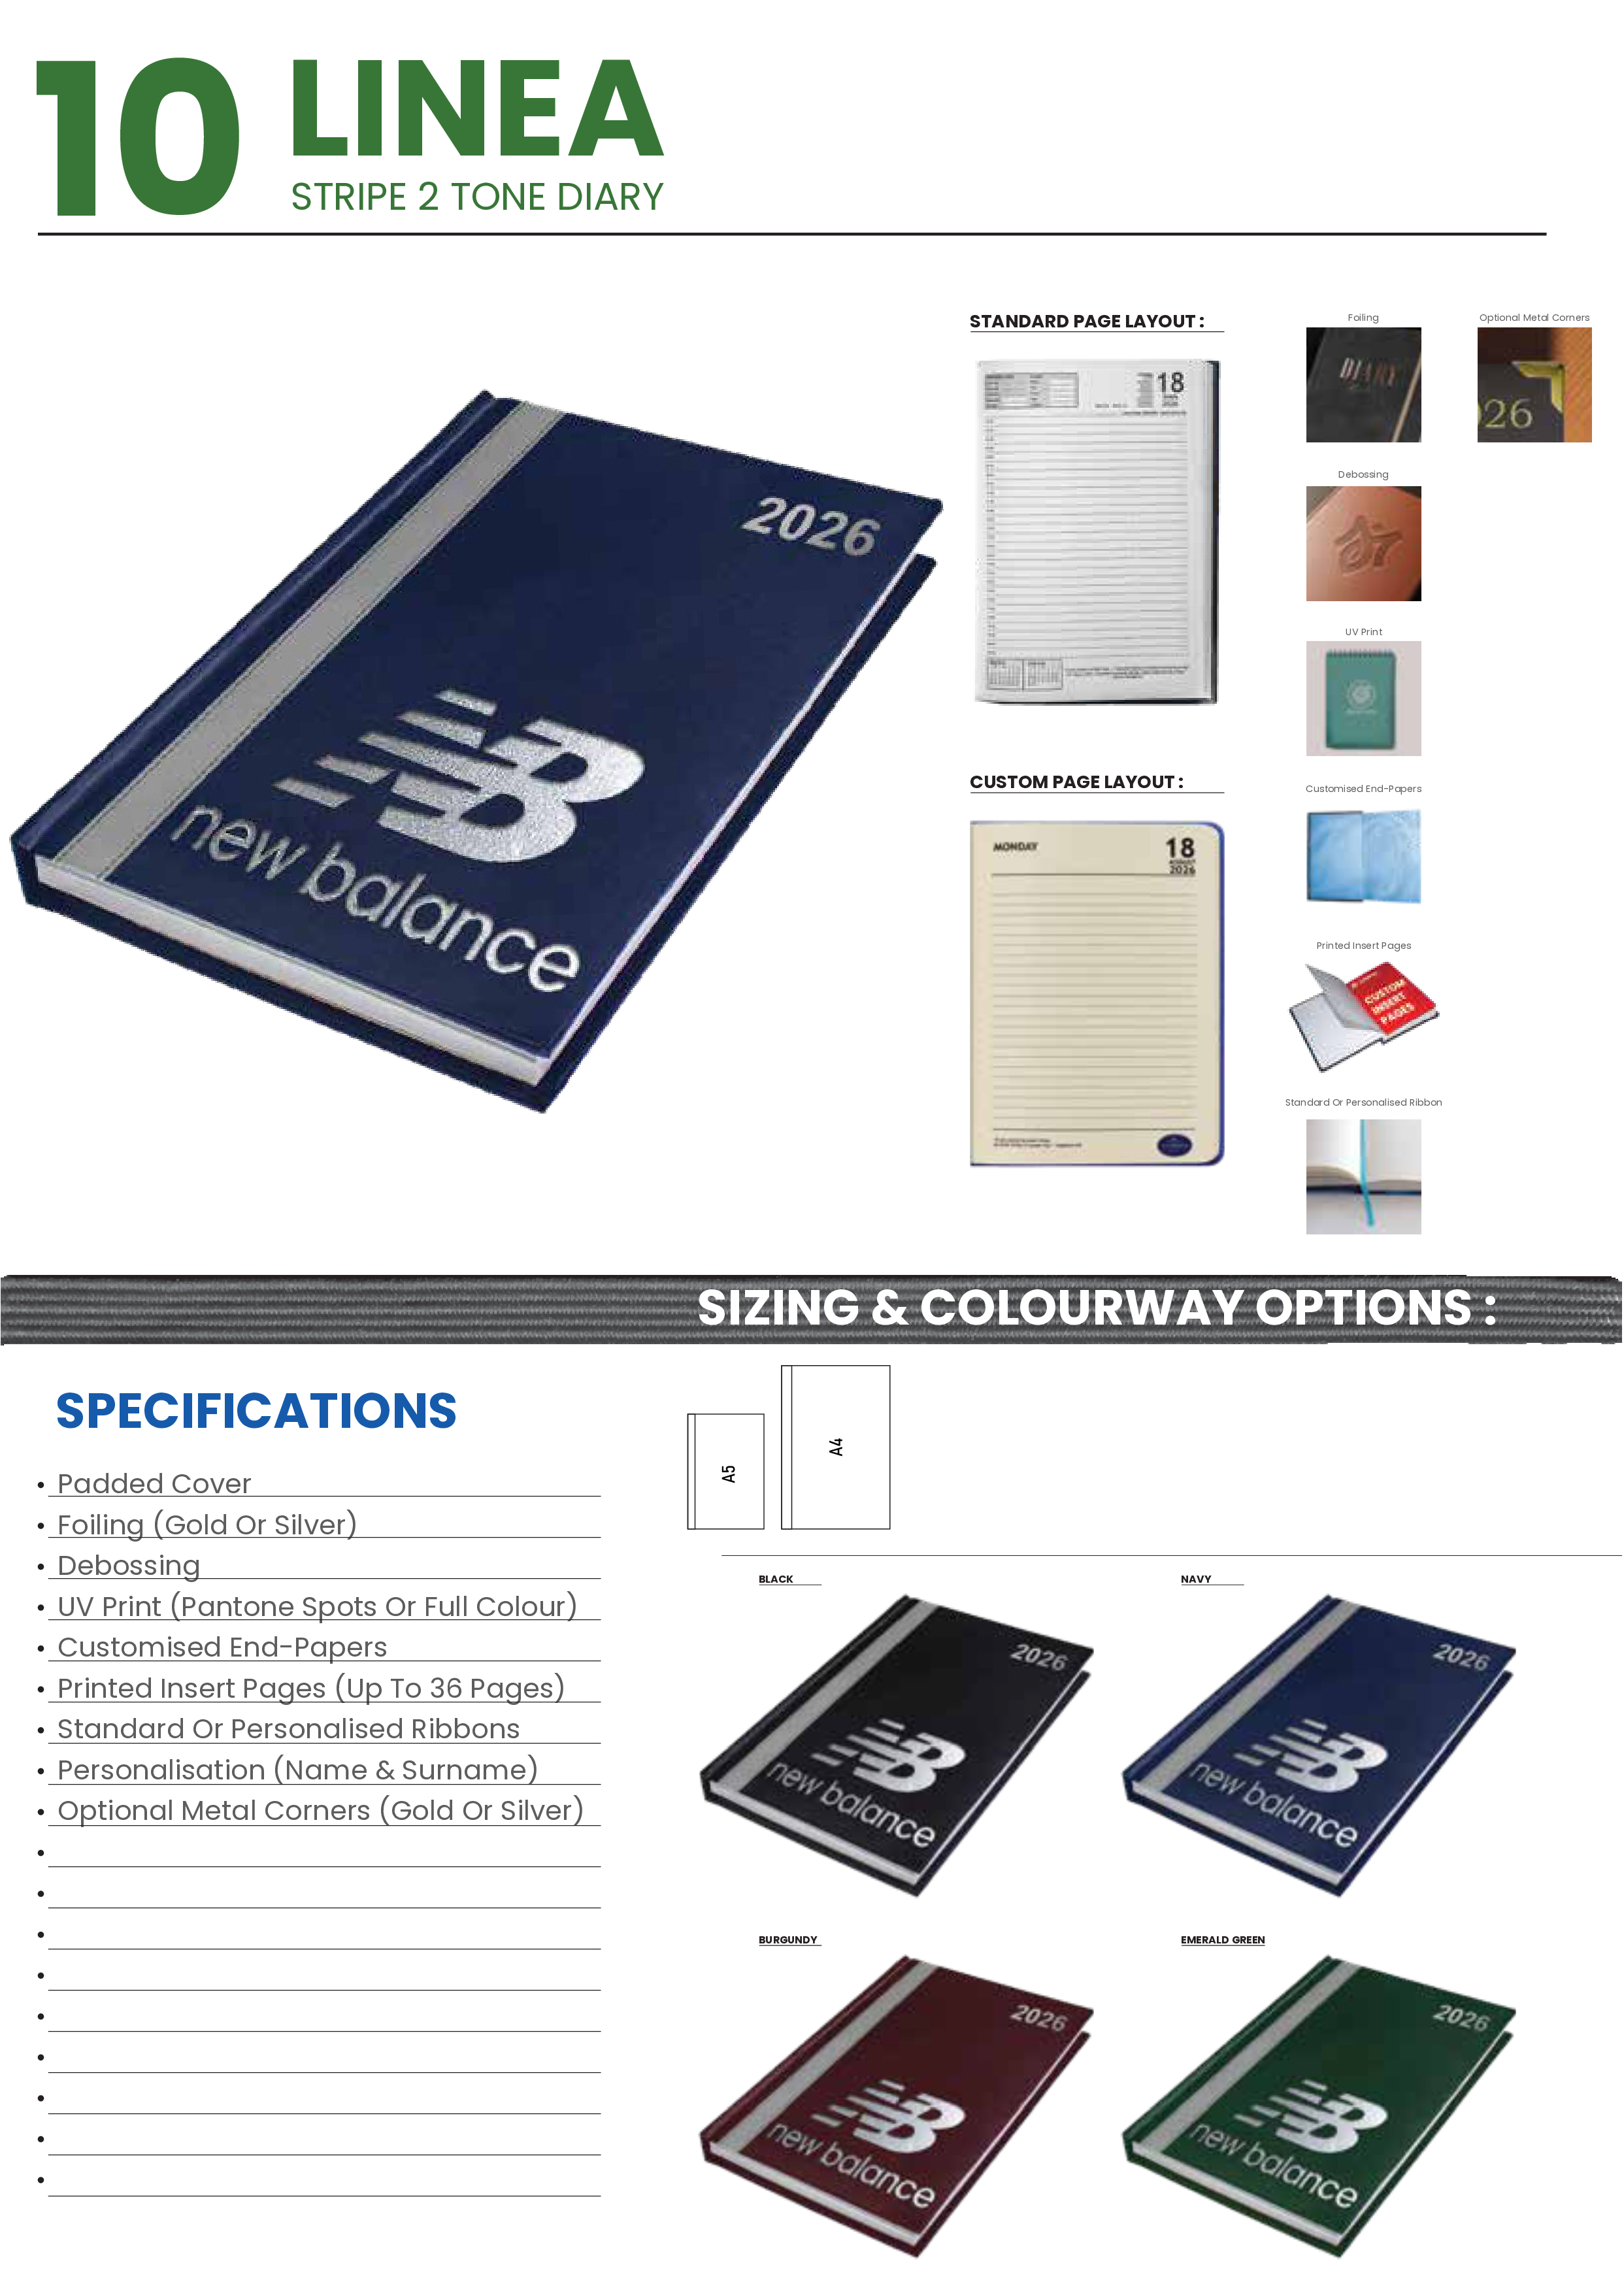 10
LINEA
STRIPE 2 TONE DIARY
2026
new balance
STANDARD PAGE LAYOUT :
18
2026
CUSTOM PAGE LAYOUT :
MONDAY
18
AUGUST
2026
Foiling
DIARY
Optional Metal Corners
026
Debossing
UV Print
Customised End-Papers
Printed Insert Pages
CUSTOM
INSERT
PAGES
Standard Or Personalised Ribbon
SIZING & COLOURWAY OPTIONS :
SPECIFICATIONS
• Padded Cover
• Foiling (Gold Or Silver)
• Debossing
• UV Print (Pantone Spots Or Full Colour)
• Customised End-Papers
• Printed Insert Pages (Up To 36 Pages)
• Standard Or Personalised Ribbons
• Personalisation (Name & Surname)
• Optional Metal Corners (Gold Or Silver)
A5
A4
BLACK
2026
new balance
NAVY
2026
new balance
BURGUNDY
2026
new balance
EMERALD GREEN
2026
new balance